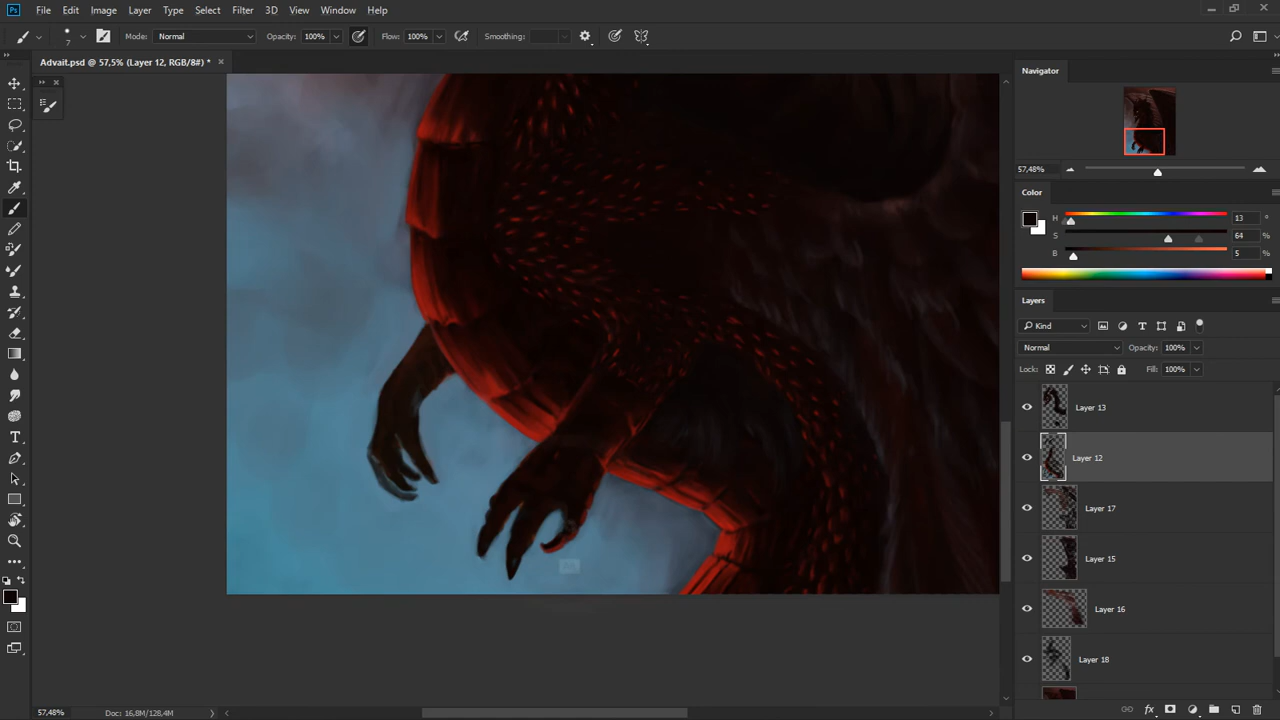 Ps File Edit Image Layer Type Select Filter 3D View Window Help
7 Mode: Normal Opacity: 100% Flow: 100% Smoothing:
Advait.psd @ 57,5% (Layer 12, RGB/8#) *
Navigator
57,48%
Color
H 13 °
S 64 %
B 5 %
Layers
Kind
Normal Opacity: 100%
Lock: Fill: 100%
Layer 13
Layer 12
Layer 17
Layer 15
Layer 16
Layer 18
57,48% Doc: 16,8M/128,4M